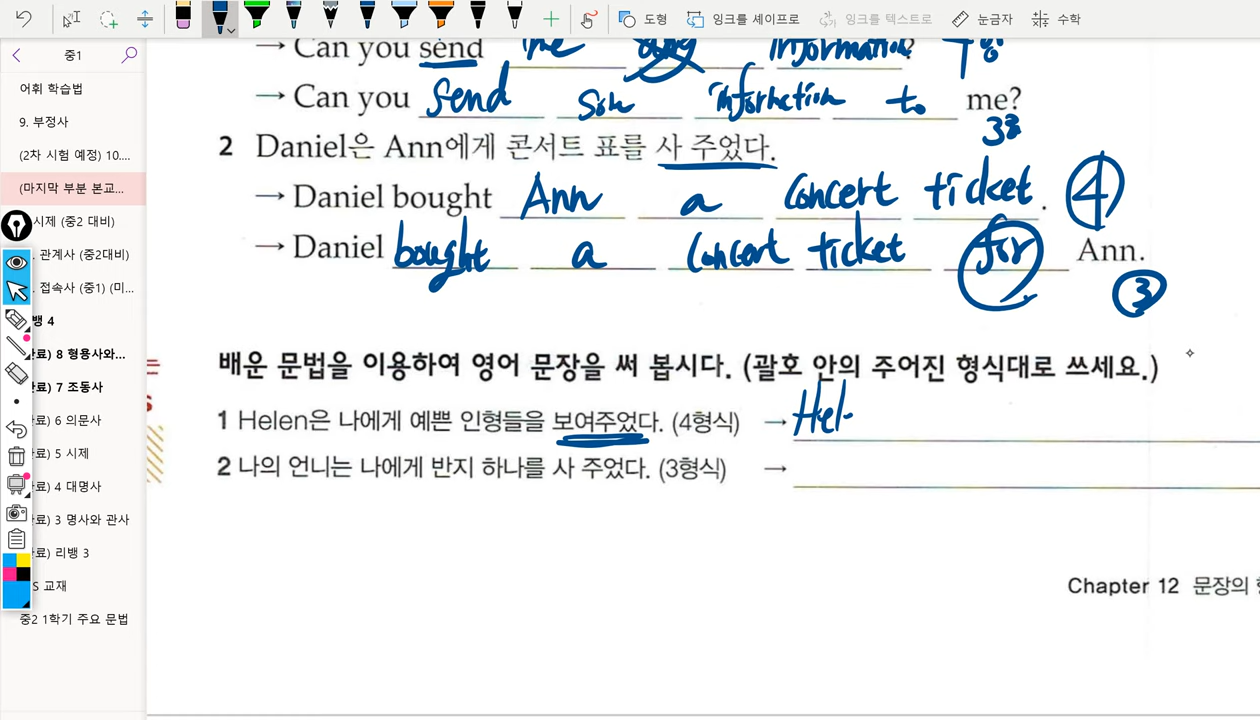 도형 잉크를 셰이프로 잉크를 텍스트로 눈금자 수학
중1
어휘 학습법
9. 부정사
(2차 시험 예정) 10....
(마지막 부분 본교...
시제 (중2 대비)
관계사 (중2대비)
접속사 (중1) (미...
뱅 4
료) 8 형용사와...
료) 7 조동사
료) 6 의문사
료) 5 시제
료) 4 대명사
료) 3 명사와 관사
료) 리뱅 3
S 교재
중2 1학기 주요 문법
→ Can you send me information?
→ Can you send som information to me?
2 Daniel은 Ann에게 콘서트 표를 사 주었다.
→ Daniel bought Ann a concert ticket. ④
→ Daniel bought a concert ticket for Ann.
③
배운 문법을 이용하여 영어 문장을 써 봅시다. (괄호 안의 주어진 형식대로 쓰세요.)
1 Helen은 나에게 예쁜 인형들을 보여주었다. (4형식) → Hel
2 나의 언니는 나에게 반지 하나를 사 주었다. (3형식) →
Chapter 12 문장의